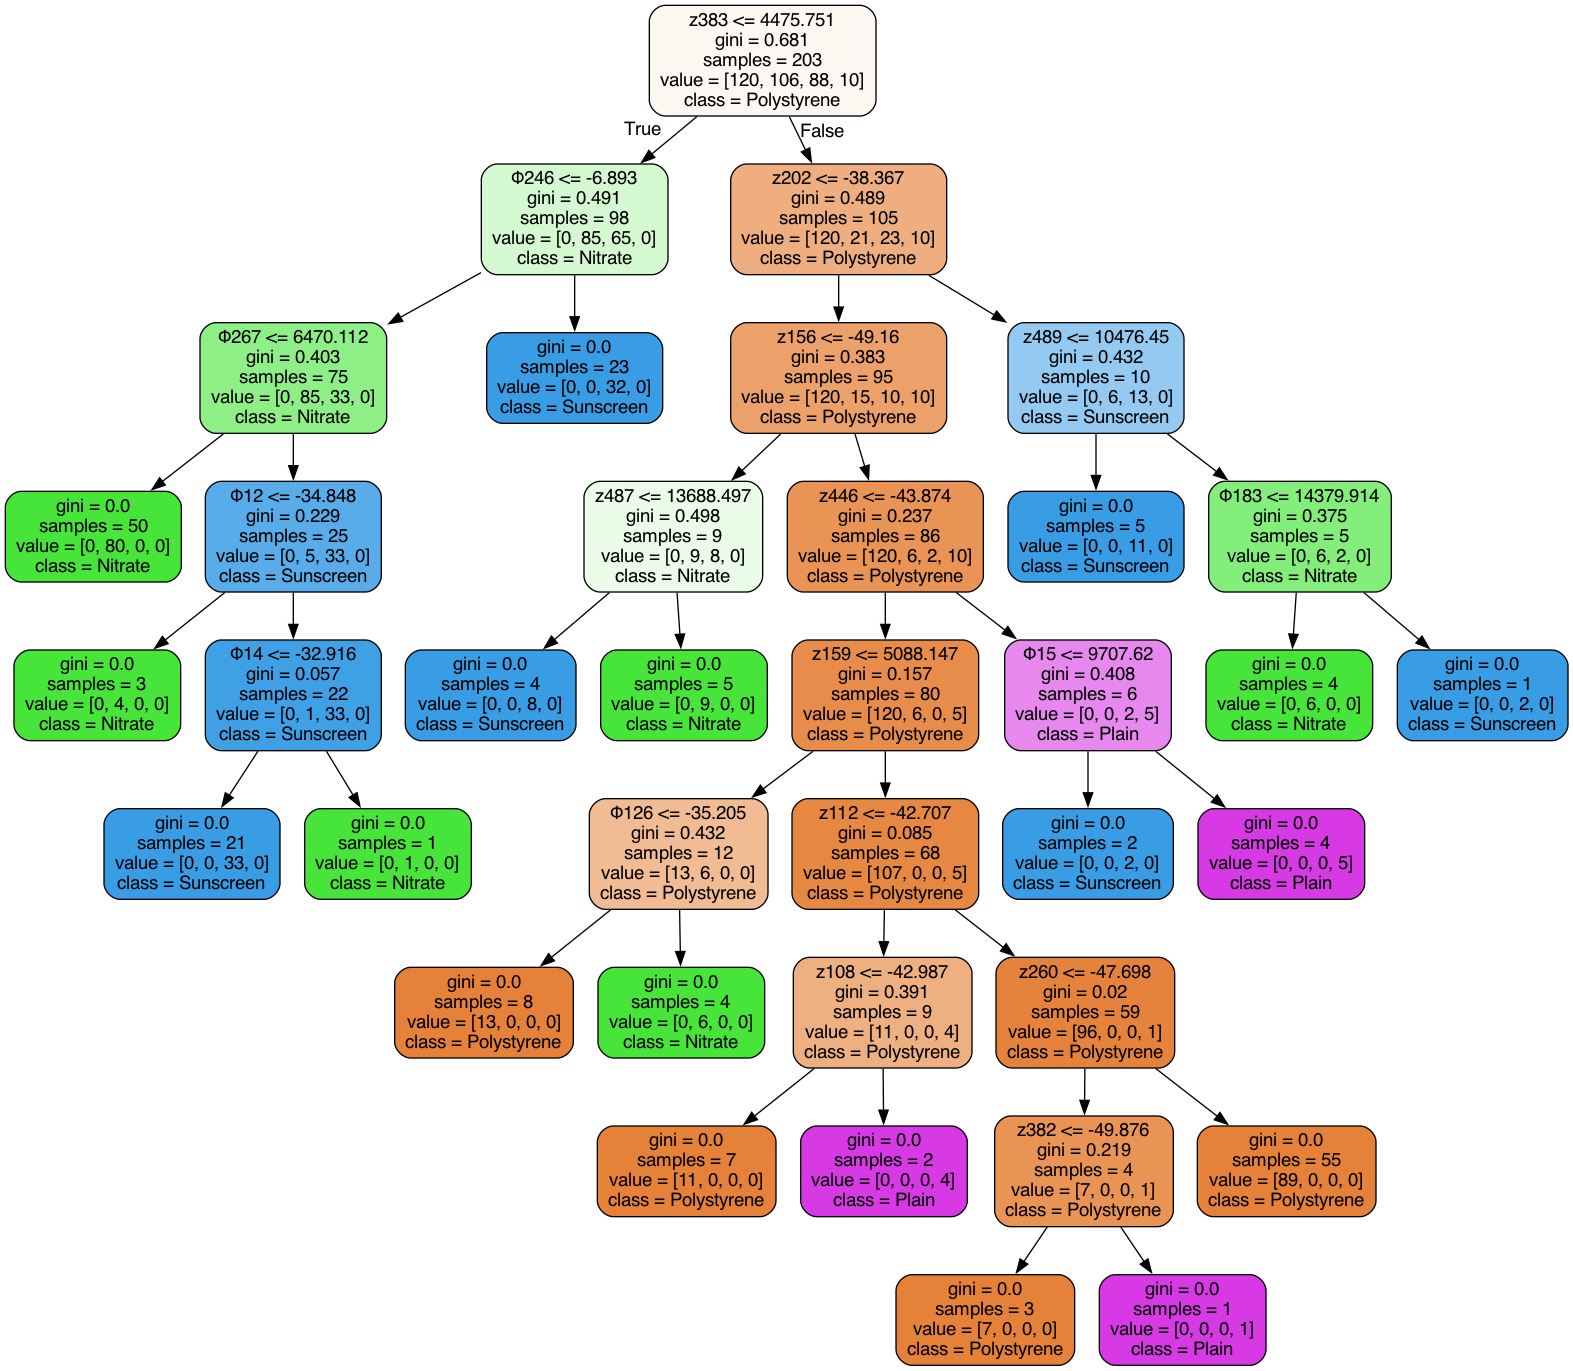 z383 <= 4475.751
gini = 0.681
samples = 203
value = [120, 106, 88, 10]
class = Polystyrene
True
False
Φ246 <= -6.893
gini = 0.491
samples = 98
value = [0, 85, 65, 0]
class = Nitrate
z202 <= -38.367
gini = 0.489
samples = 105
value = [120, 21, 23, 10]
class = Polystyrene
Φ267 <= 6470.112
gini = 0.403
samples = 75
value = [0, 85, 33, 0]
class = Nitrate
gini = 0.0
samples = 23
value = [0, 0, 32, 0]
class = Sunscreen
z156 <= -49.16
gini = 0.383
samples = 95
value = [120, 15, 10, 10]
class = Polystyrene
z489 <= 10476.45
gini = 0.432
samples = 10
value = [0, 6, 13, 0]
class = Sunscreen
gini = 0.0
samples = 50
value = [0, 80, 0, 0]
class = Nitrate
Φ12 <= -34.848
gini = 0.229
samples = 25
value = [0, 5, 33, 0]
class = Sunscreen
z487 <= 13688.497
gini = 0.498
samples = 9
value = [0, 9, 8, 0]
class = Nitrate
z446 <= -43.874
gini = 0.237
samples = 86
value = [120, 6, 2, 10]
class = Polystyrene
gini = 0.0
samples = 5
value = [0, 0, 11, 0]
class = Sunscreen
Φ183 <= 14379.914
gini = 0.375
samples = 5
value = [0, 6, 2, 0]
class = Nitrate
gini = 0.0
samples = 3
value = [0, 4, 0, 0]
class = Nitrate
Φ14 <= -32.916
gini = 0.057
samples = 22
value = [0, 1, 33, 0]
class = Sunscreen
gini = 0.0
samples = 4
value = [0, 0, 8, 0]
class = Sunscreen
gini = 0.0
samples = 5
value = [0, 9, 0, 0]
class = Nitrate
z159 <= 5088.147
gini = 0.157
samples = 80
value = [120, 6, 0, 5]
class = Polystyrene
Φ15 <= 9707.62
gini = 0.408
samples = 6
value = [0, 0, 2, 5]
class = Plain
gini = 0.0
samples = 4
value = [0, 6, 0, 0]
class = Nitrate
gini = 0.0
samples = 1
value = [0, 0, 2, 0]
class = Sunscreen
gini = 0.0
samples = 21
value = [0, 0, 33, 0]
class = Sunscreen
gini = 0.0
samples = 1
value = [0, 1, 0, 0]
class = Nitrate
Φ126 <= -35.205
gini = 0.432
samples = 12
value = [13, 6, 0, 0]
class = Polystyrene
z112 <= -42.707
gini = 0.085
samples = 68
value = [107, 0, 0, 5]
class = Polystyrene
gini = 0.0
samples = 2
value = [0, 0, 2, 0]
class = Sunscreen
gini = 0.0
samples = 4
value = [0, 0, 0, 5]
class = Plain
gini = 0.0
samples = 8
value = [13, 0, 0, 0]
class = Polystyrene
gini = 0.0
samples = 4
value = [0, 6, 0, 0]
class = Nitrate
z108 <= -42.987
gini = 0.391
samples = 9
value = [11, 0, 0, 4]
class = Polystyrene
z260 <= -47.698
gini = 0.02
samples = 59
value = [96, 0, 0, 1]
class = Polystyrene
gini = 0.0
samples = 7
value = [11, 0, 0, 0]
class = Polystyrene
gini = 0.0
samples = 2
value = [0, 0, 0, 4]
class = Plain
z382 <= -49.876
gini = 0.219
samples = 4
value = [7, 0, 0, 1]
class = Polystyrene
gini = 0.0
samples = 55
value = [89, 0, 0, 0]
class = Polystyrene
gini = 0.0
samples = 3
value = [7, 0, 0, 0]
class = Polystyrene
gini = 0.0
samples = 1
value = [0, 0, 0, 1]
class = Plain